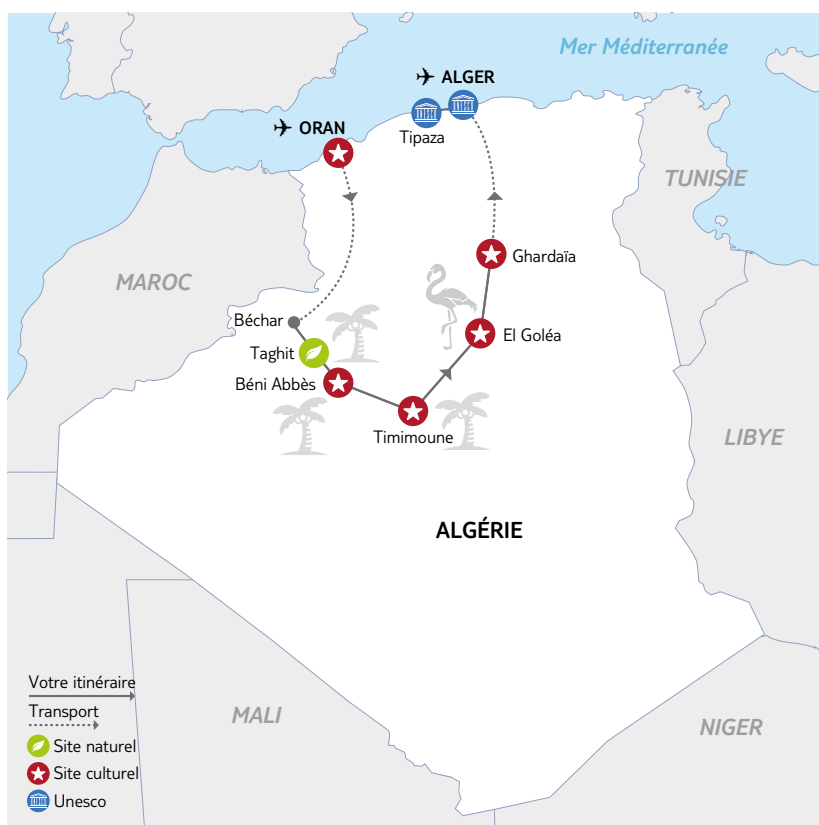 Mer Méditerranée
ALGER
ORAN
Tipaza
TUNISIE
Ghardaïa
MAROC
Béchar
El Goléa
Taghit
Béni Abbès
Timimoune
LIBYE
ALGÉRIE
Votre itinéraire
Transport
MALI
NIGER
Site naturel
Site culturel
Unesco